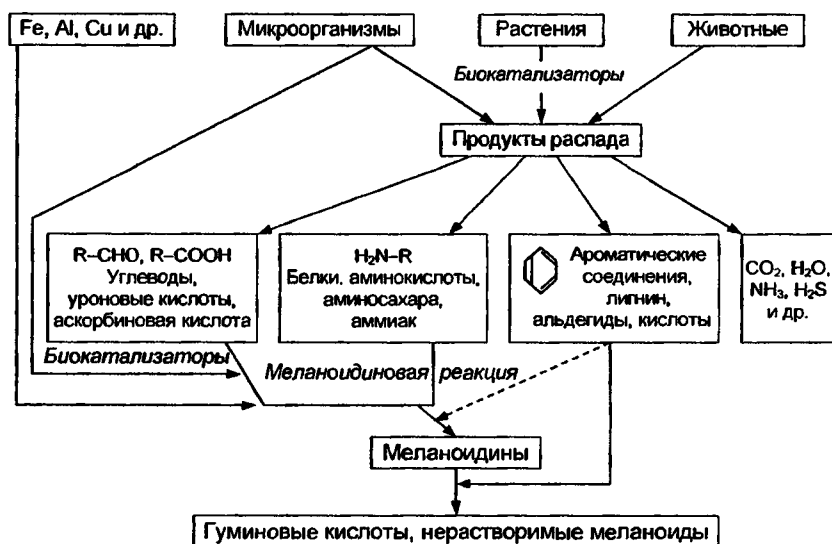 Fe, Al, Cu и др.
Микроорганизмы
Растения
Животные
Биокатализаторы
Продукты распада
R–CHO, R–COOH
Углеводы,
уроновые кислоты,
аскорбиновая кислота
H₂N–R
Белки, аминокислоты,
аминосахара,
аммиак
Ароматические
соединения,
лигнин,
альдегиды, кислоты
CO₂, H₂O,
NH₃, H₂S
и др.
Биокатализаторы
Меланоидиновая реакция
Меланоидины
Гуминовые кислоты, нерастворимые меланоиды